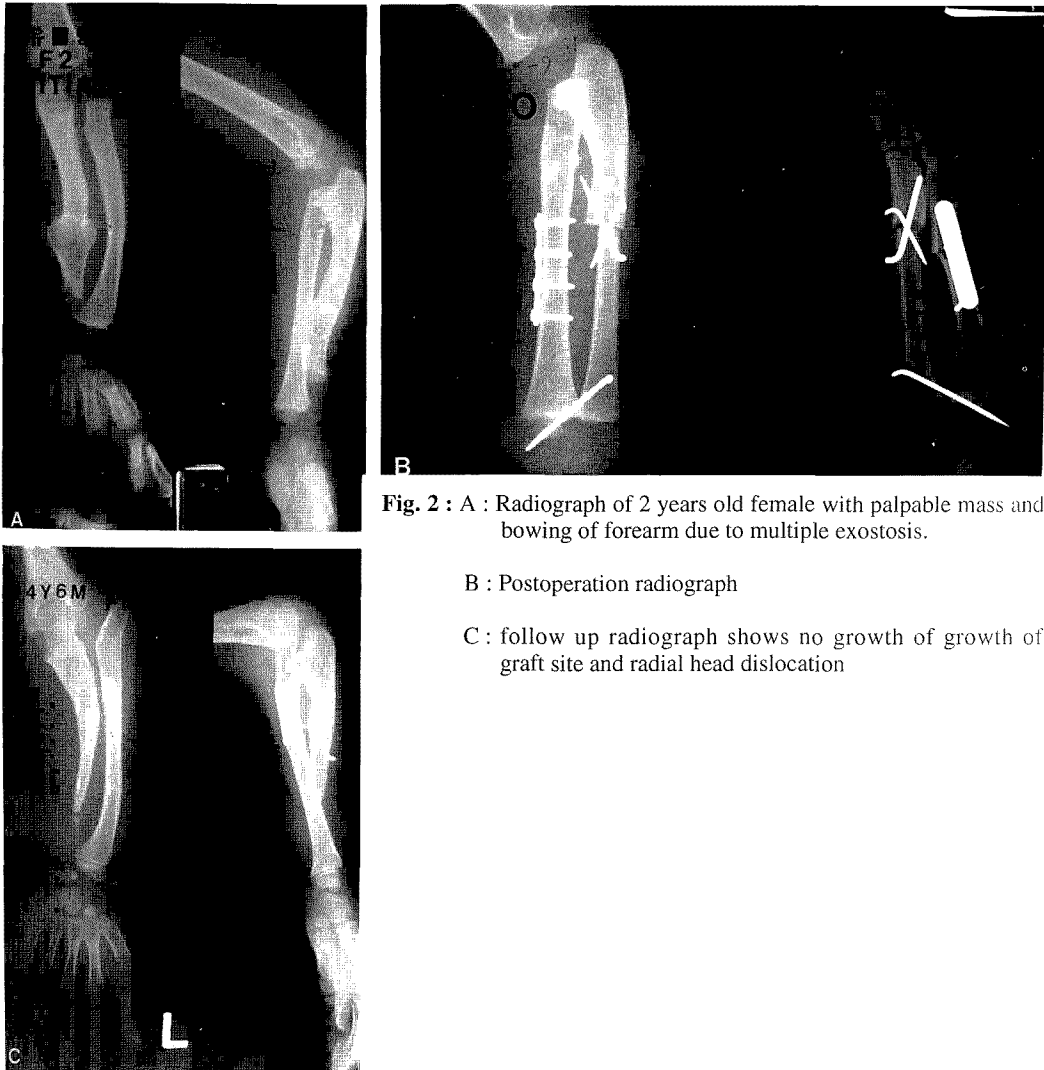 F2
A
B
Fig. 2 : A : Radiograph of 2 years old female with palpable mass and
bowing of forearm due to multiple exostosis.
B : Postoperation radiograph
C : follow up radiograph shows no growth of growth of
graft site and radial head dislocation
4Y6M
L
C